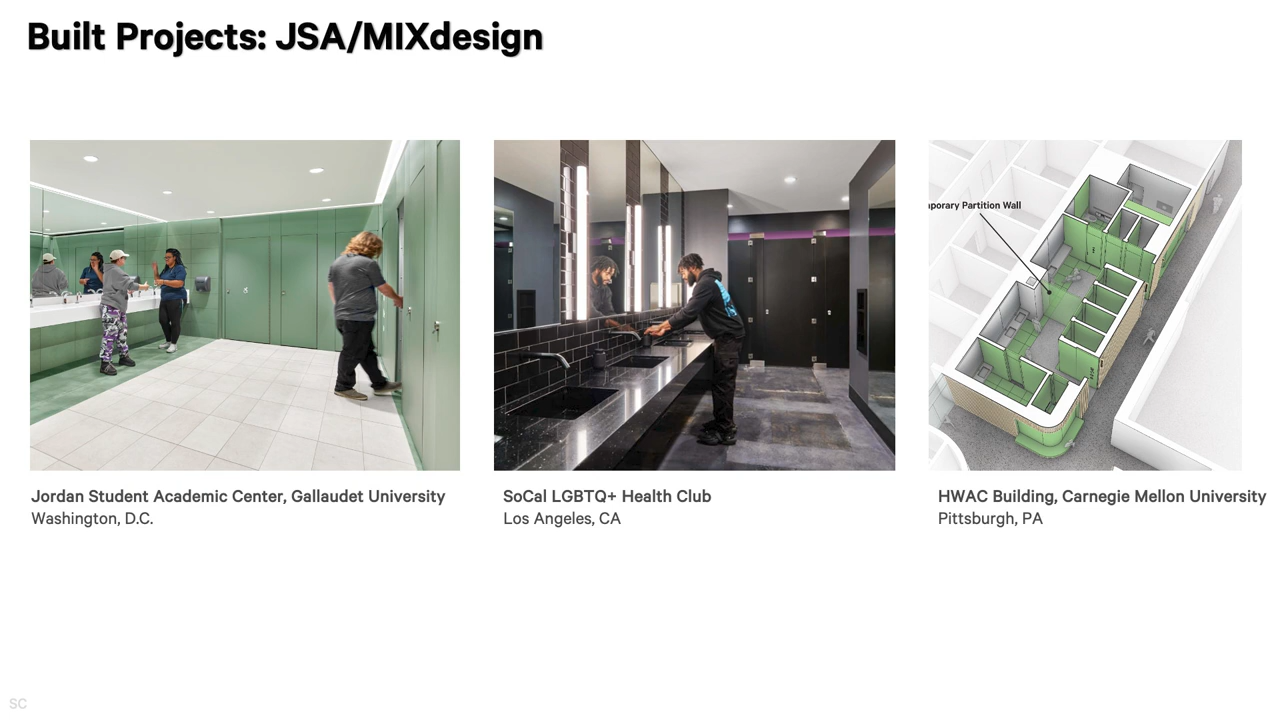 Built Projects: JSA/MIXdesign
mporary Partition Wall
Jordan Student Academic Center, Gallaudet University
Washington, D.C.
SoCal LGBTQ+ Health Club
Los Angeles, CA
HWAC Building, Carnegie Mellon University
Pittsburgh, PA
SC